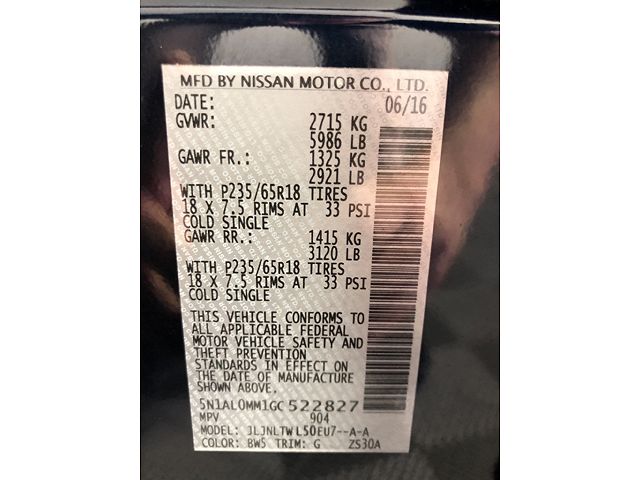 MFD BY NISSAN MOTOR CO., LTD.
DATE: 06/16
GVWR: 2715 KG
5986 LB
GAWR FR.: 1325 KG
2921 LB
WITH P235/65R18 TIRES
18 X 7.5 RIMS AT 33 PSI
COLD SINGLE
GAWR RR.: 1415 KG
3120 LB
WITH P235/65R18 TIRES
18 X 7.5 RIMS AT 33 PSI
COLD SINGLE
THIS VEHICLE CONFORMS TO
ALL APPLICABLE FEDERAL
MOTOR VEHICLE SAFETY AND
THEFT PREVENTION
STANDARDS IN EFFECT ON
THE DATE OF MANUFACTURE
SHOWN ABOVE.
5N1AL0MM1GC 522827
MPV 904
MODEL: JLJNLTWL50EU7--A-A
COLOR: BW5 TRIM: G ZS30A